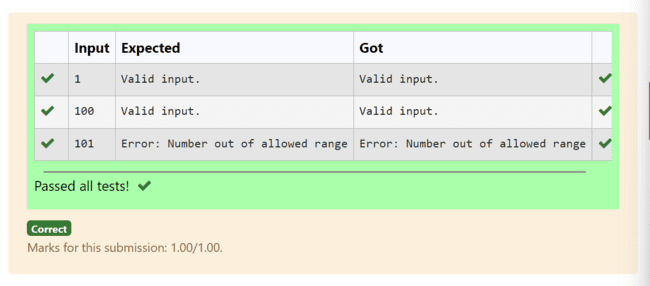 Input Expected Got
1 Valid input. Valid input.
100 Valid input. Valid input.
101 Error: Number out of allowed range Error: Number out of allowed range
Passed all tests!
Correct
Marks for this submission: 1.00/1.00.